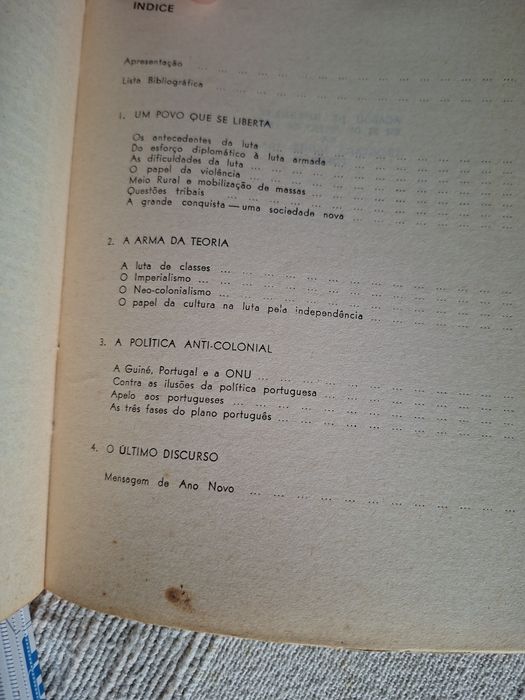 INDICE
Apresentação ... ... ... ... ... ... ... ... ...
Lista Bibliográfica ... ... ... ... ... ... ... ...
1. UM POVO QUE SE LIBERTA
Os antecedentes da luta ... ... ... ... ... ... ...
Do esforço diplomático à luta armada ... ... ... ... ...
As dificuldades da luta ... ... ... ... ... ... ...
O papel da violência ... ... ... ... ... ... ...
Meio Rural e mobilização de massas ... ... ... ... ...
Questões tribais ... ... ... ... ... ... ... ...
A grande conquista — uma sociedade nova ... ... ... ...
2. A ARMA DA TEORIA
A luta de classes ... ... ... ... ... ... ... ...
O Imperialismo ... ... ... ... ... ... ... ... ...
O Neo-colonialismo ... ... ... ... ... ... ... ...
O papel da cultura na luta pela independência ... ... ... ...
3. A POLÍTICA ANTI-COLONIAL
A Guiné, Portugal e a ONU ... ... ... ... ... ... ...
Contra as ilusões da política portuguesa ... ... ... ... ...
Apelo aos portugueses ... ... ... ... ... ... ... ...
As três fases do plano português ... ... ... ... ... ...
4. O ÚLTIMO DISCURSO
Mensagem de Ano Novo ... ... ... ... ... ... ... ...